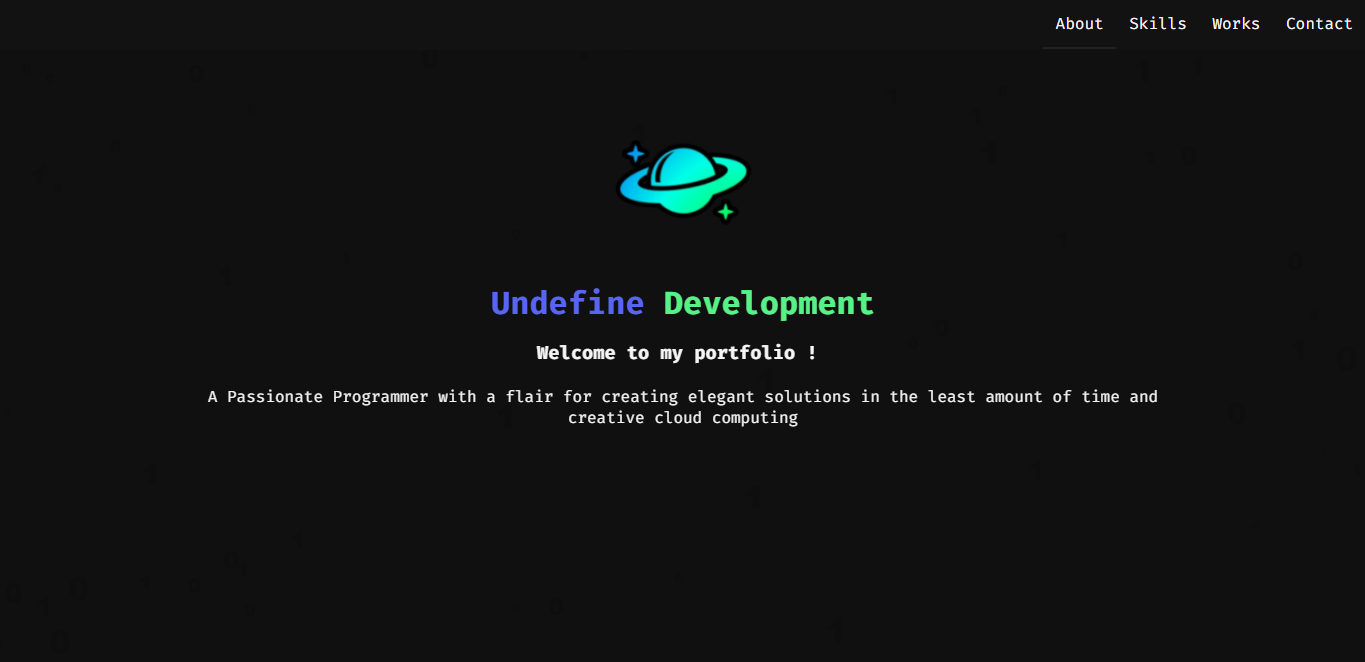 About Skills Works Contact
Undefine Development
Welcome to my portfolio !
A Passionate Programmer with a flair for creating elegant solutions in the least amount of time and
creative cloud computing